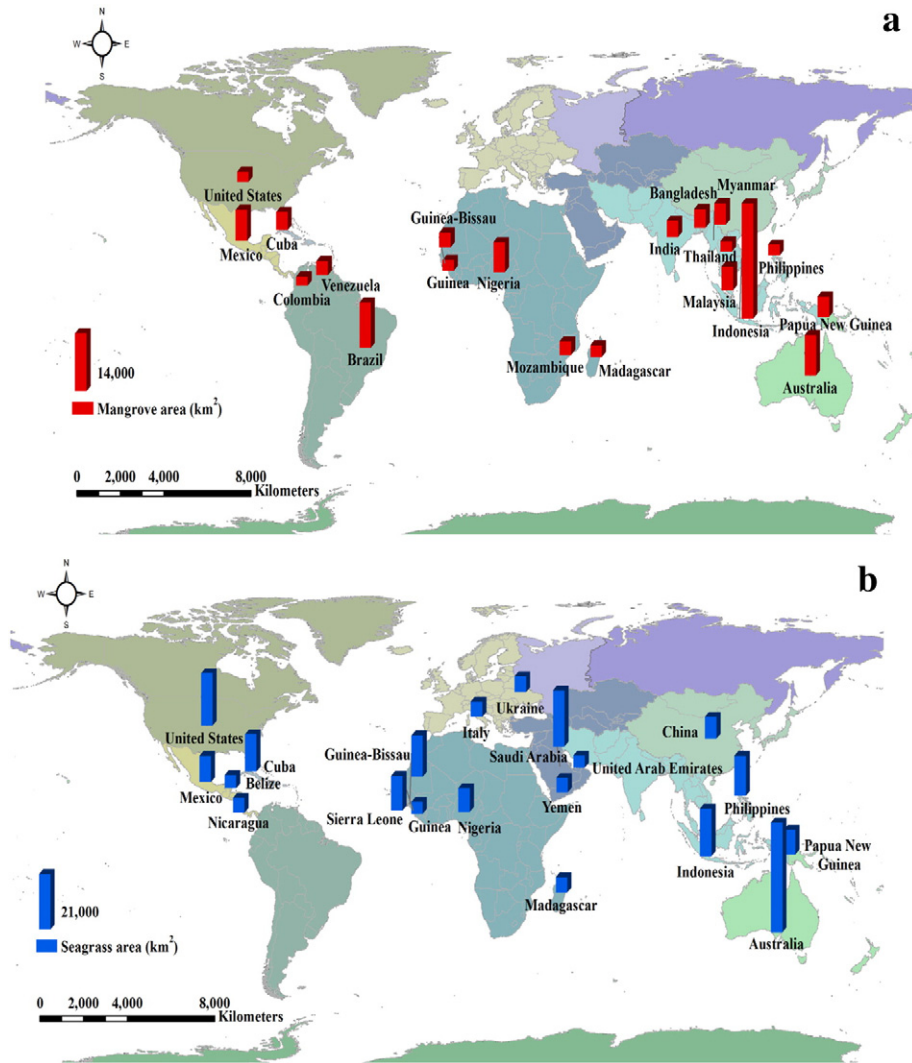 a
N
W E
S
United States
Mexico
Cuba
Venezuela
Colombia
Brazil
Guinea-Bissau
Guinea
Nigeria
Mozambique
Madagascar
Bangladesh
Myanmar
India
Thailand
Philippines
Malaysia
Indonesia
Papua New Guinea
Australia
14,000
Mangrove area (km²)
0 2,000 4,000 8,000
Kilometers
b
N
W E
S
United States
Cuba
Mexico
Belize
Nicaragua
Ukraine
Italy
Guinea-Bissau
Saudi Arabia
United Arab Emirates
Yemen
Sierra Leone
Guinea
Nigeria
Madagascar
China
Philippines
Indonesia
Papua New
Guinea
Australia
21,000
Seagrass area (km²)
0 2,000 4,000 8,000
Kilometers